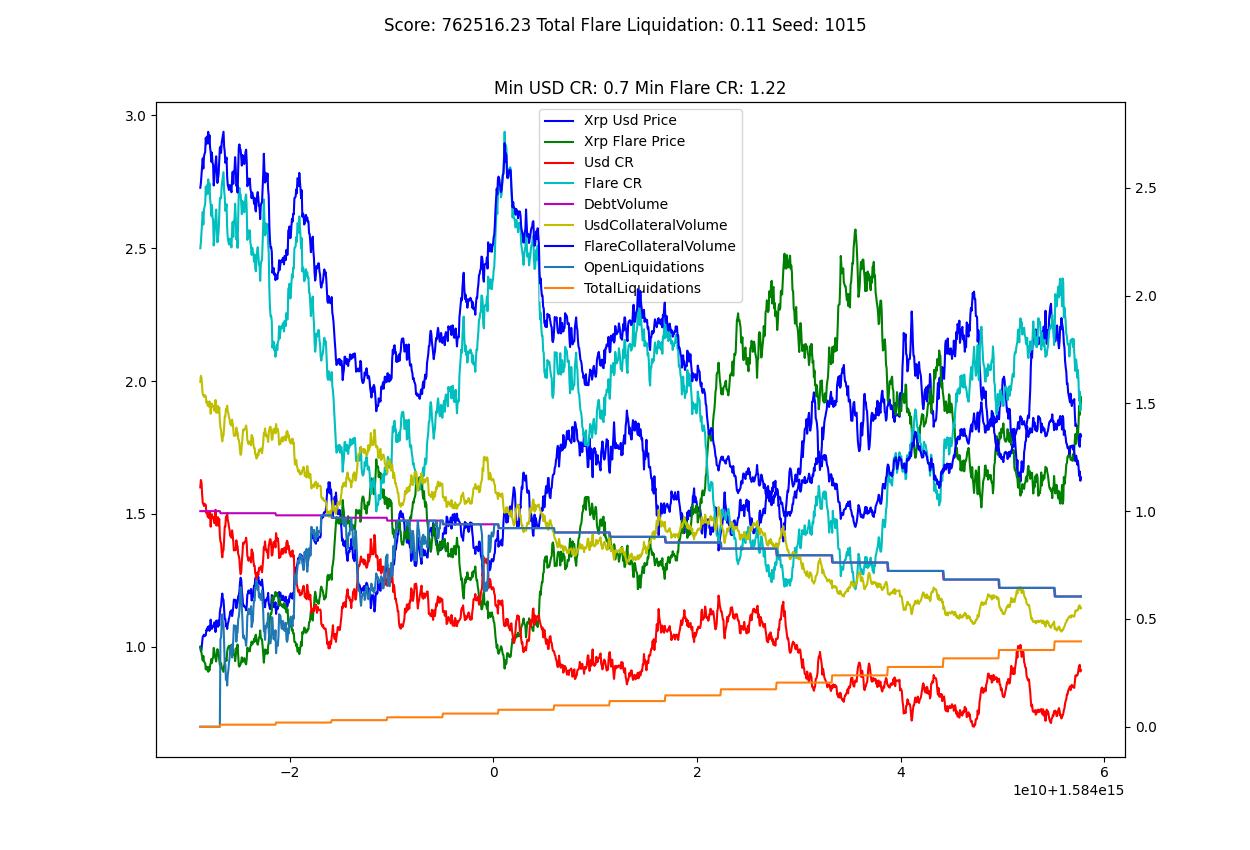 Score: 762516.23 Total Flare Liquidation: 0.11 Seed: 1015
Min USD CR: 0.7 Min Flare CR: 1.22
3.0
2.5
2.0
1.5
1.0
Xrp Usd Price
Xrp Flare Price
Usd CR
Flare CR
DebtVolume
UsdCollateralVolume
FlareCollateralVolume
OpenLiquidations
TotalLiquidations
2.5
2.0
1.5
1.0
0.5
0.0
−2 0 2 4 6
1e10+1.584e15